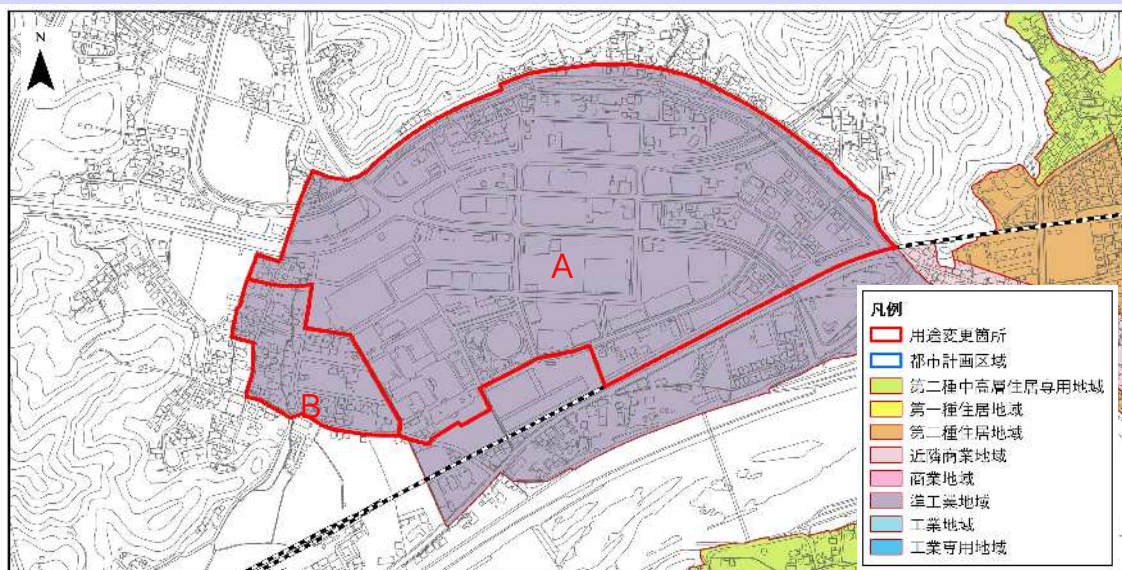 N
A
B
凡例
用途変更箇所
都市計画区域
第二種中高層住居専用地域
第一種住居地域
第二種住居地域
近隣商業地域
商業地域
準工業地域
工業地域
工業専用地域